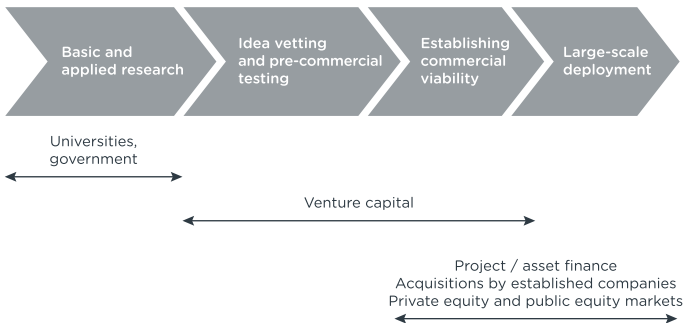 Basic and
applied research
Idea vetting
and pre-commercial
testing
Establishing
commercial
viability
Large-scale
deployment
Universities,
government
Venture capital
Project / asset finance
Acquisitions by established companies
Private equity and public equity markets